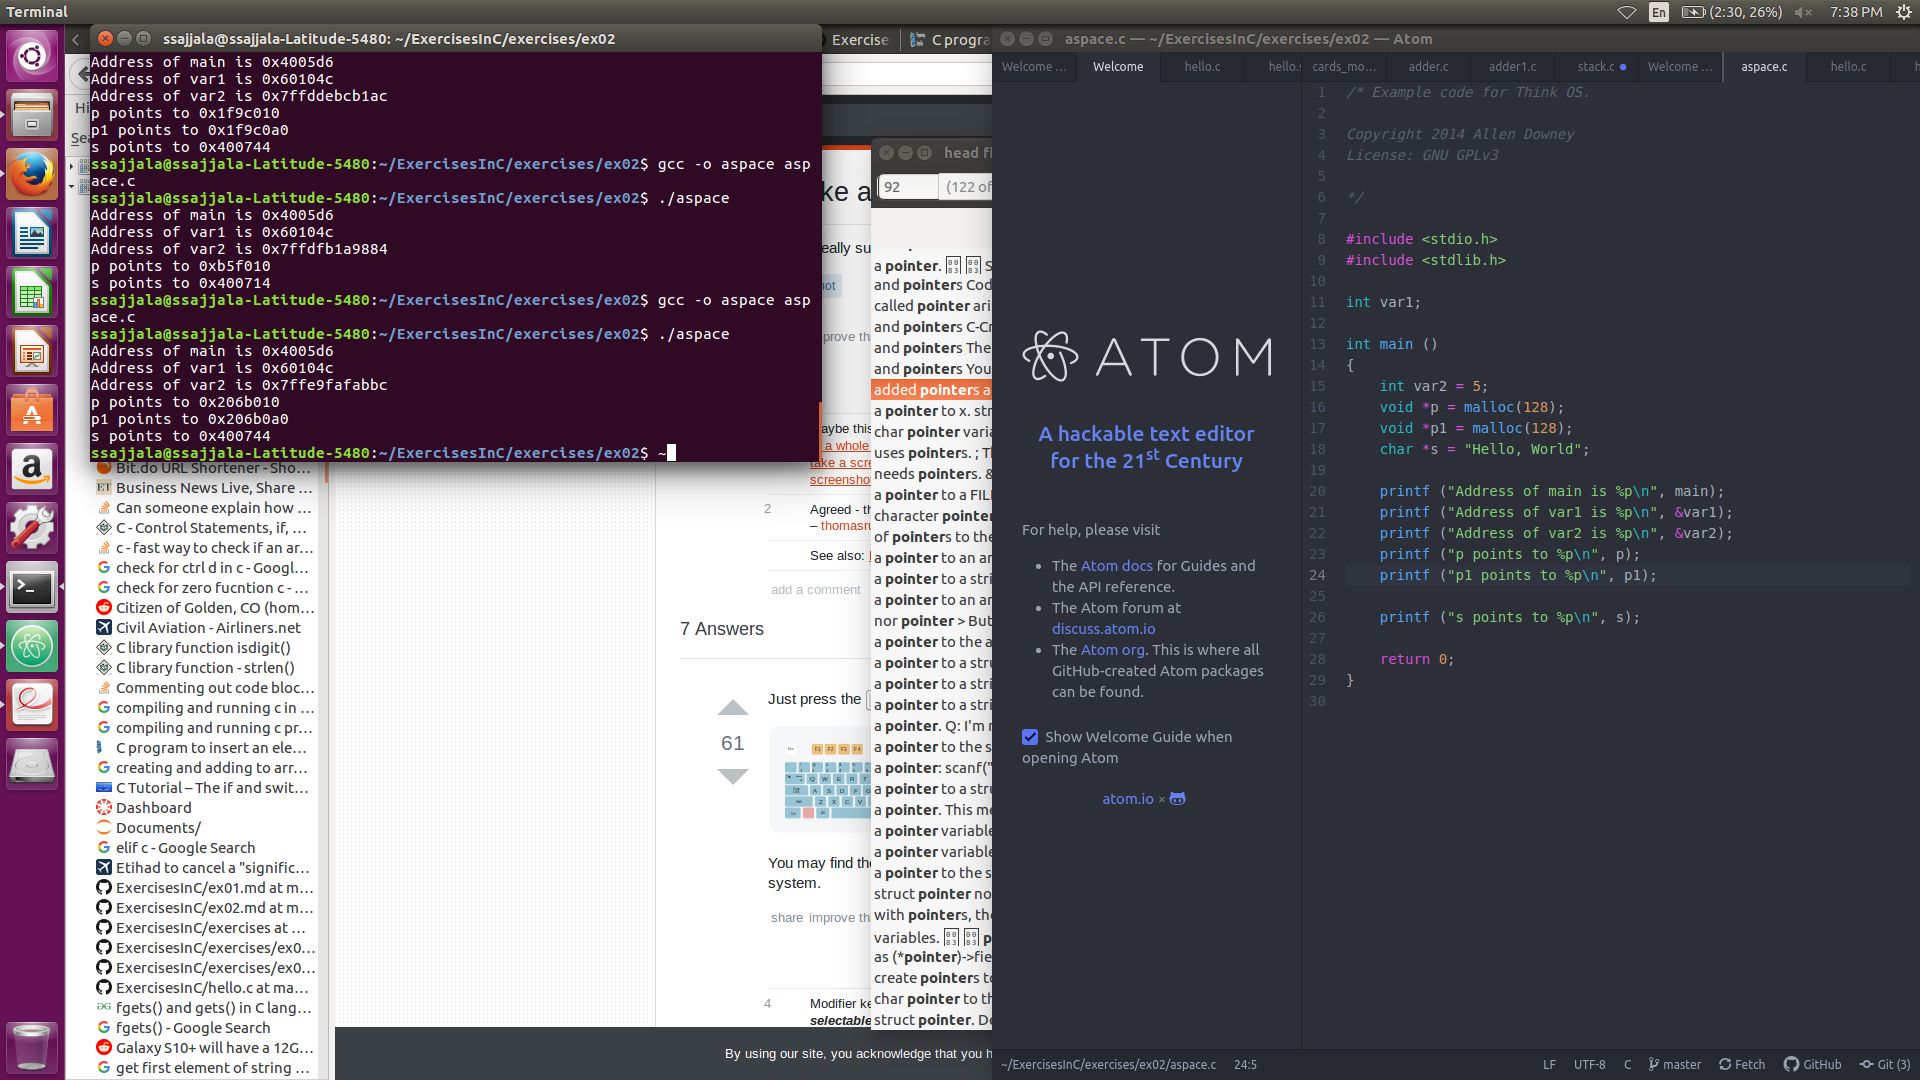 Terminal
En
(2:30, 26%)
7:38 PM
ssajjala@ssajjala-Latitude-5480: ~/ExercisesInC/exercises/ex02
Address of main is 0x4005d6
Address of var1 is 0x60104c
Address of var2 is 0x7ffddebcb1ac
p points to 0x1f9c010
p1 points to 0x1f9c0a0
s points to 0x400744
ssajjala@ssajjala-Latitude-5480:~/ExercisesInC/exercises/ex02$ gcc -o aspace asp
ace.c
ssajjala@ssajjala-Latitude-5480:~/ExercisesInC/exercises/ex02$ ./aspace
Address of main is 0x4005d6
Address of var1 is 0x60104c
Address of var2 is 0x7ffdfb1a9884
p points to 0xb5f010
s points to 0x400714
ssajjala@ssajjala-Latitude-5480:~/ExercisesInC/exercises/ex02$ gcc -o aspace asp
ace.c
ssajjala@ssajjala-Latitude-5480:~/ExercisesInC/exercises/ex02$ ./aspace
Address of main is 0x4005d6
Address of var1 is 0x60104c
Address of var2 is 0x7ffe9fafabbc
p points to 0x206b010
p1 points to 0x206b0a0
s points to 0x400744
ssajjala@ssajjala-Latitude-5480:~/ExercisesInC/exercises/ex02$ ~
Bit.do URL Shortener - Sho...
Business News Live, Share ...
Can someone explain how ...
C - Control Statements, if, ...
c - fast way to check if an ar...
check for ctrl d in c - Googl...
check for zero fucntion c - ...
Citizen of Golden, CO (hom...
Civil Aviation - Airliners.net
C library function isdigit()
C library function - strlen()
Commenting out code bloc...
compiling and running c in ...
compiling and running c pr...
C program to insert an ele...
creating and adding to arr...
C Tutorial – The if and swit...
Dashboard
Documents/
elif c - Google Search
Etihad to cancel a "signific...
ExercisesInC/ex01.md at m...
ExercisesInC/ex02.md at m...
ExercisesInC/exercises at ...
ExercisesInC/exercises/ex0...
ExercisesInC/exercises/ex0...
ExercisesInC/hello.c at ma...
fgets() and gets() in C lang...
fgets() - Google Search
Galaxy S10+ will have a 12G...
get first element of string ...
Exercise
C progra
ke a
eally su
prove th
a whole
take a scre
screensho
2
Agreed - th
– thomasru
See also:
add a comment
7 Answers
Just press the
61
You may find the
system.
share improve th
4
Modifier ke
selectable
By using our site, you acknowledge that you h
head f
92
(122 of
a pointer.
and pointers Cod
called pointer ari
and pointers C-Cr
and pointers The
and pointers You
added pointers a
a pointer to x. str
char pointer varia
uses pointers. ; Th
needs pointers. &
a pointer to a FIL
character pointer
of pointers to the
a pointer to an ar
a pointer to a stri
a pointer to an ar
nor pointer > But
a pointer to the a
a pointer to a stru
a pointer to a stri
a pointer to a stri
a pointer. Q: I'm r
a pointer to the s
a pointer: scanf("
a pointer to a stru
a pointer. This me
a pointer variable
a pointer variable
a pointer to the s
struct pointer no
with pointers, the
variables.
as (*pointer)->fie
create pointers to
char pointer to th
struct pointer. De
aspace.c — ~/ExercisesInC/exercises/ex02 — Atom
Welcome ...
Welcome
hello.c
hello.s
cards_mo...
adder.c
adder1.c
stack.c
Welcome ...
aspace.c
hello.c
ATOM
A hackable text editor
for the 21st Century
For help, please visit
The Atom docs for Guides and
the API reference.
The Atom forum at
discuss.atom.io
The Atom org. This is where all
GitHub-created Atom packages
can be found.
Show Welcome Guide when
opening Atom
atom.io ×
1 /* Example code for Think OS.
2
3 Copyright 2014 Allen Downey
4 License: GNU GPLv3
5
6 */
7
8 #include <stdio.h>
9 #include <stdlib.h>
10
11 int var1;
12
13 int main ()
14 {
15 int var2 = 5;
16 void *p = malloc(128);
17 void *p1 = malloc(128);
18 char *s = "Hello, World";
19
20 printf ("Address of main is %p\n", main);
21 printf ("Address of var1 is %p\n", &var1);
22 printf ("Address of var2 is %p\n", &var2);
23 printf ("p points to %p\n", p);
24 printf ("p1 points to %p\n", p1);
25
26 printf ("s points to %p\n", s);
27
28 return 0;
29 }
30
~/ExercisesInC/exercises/ex02/aspace.c 24:5
LF UTF-8 C master Fetch GitHub Git (3)